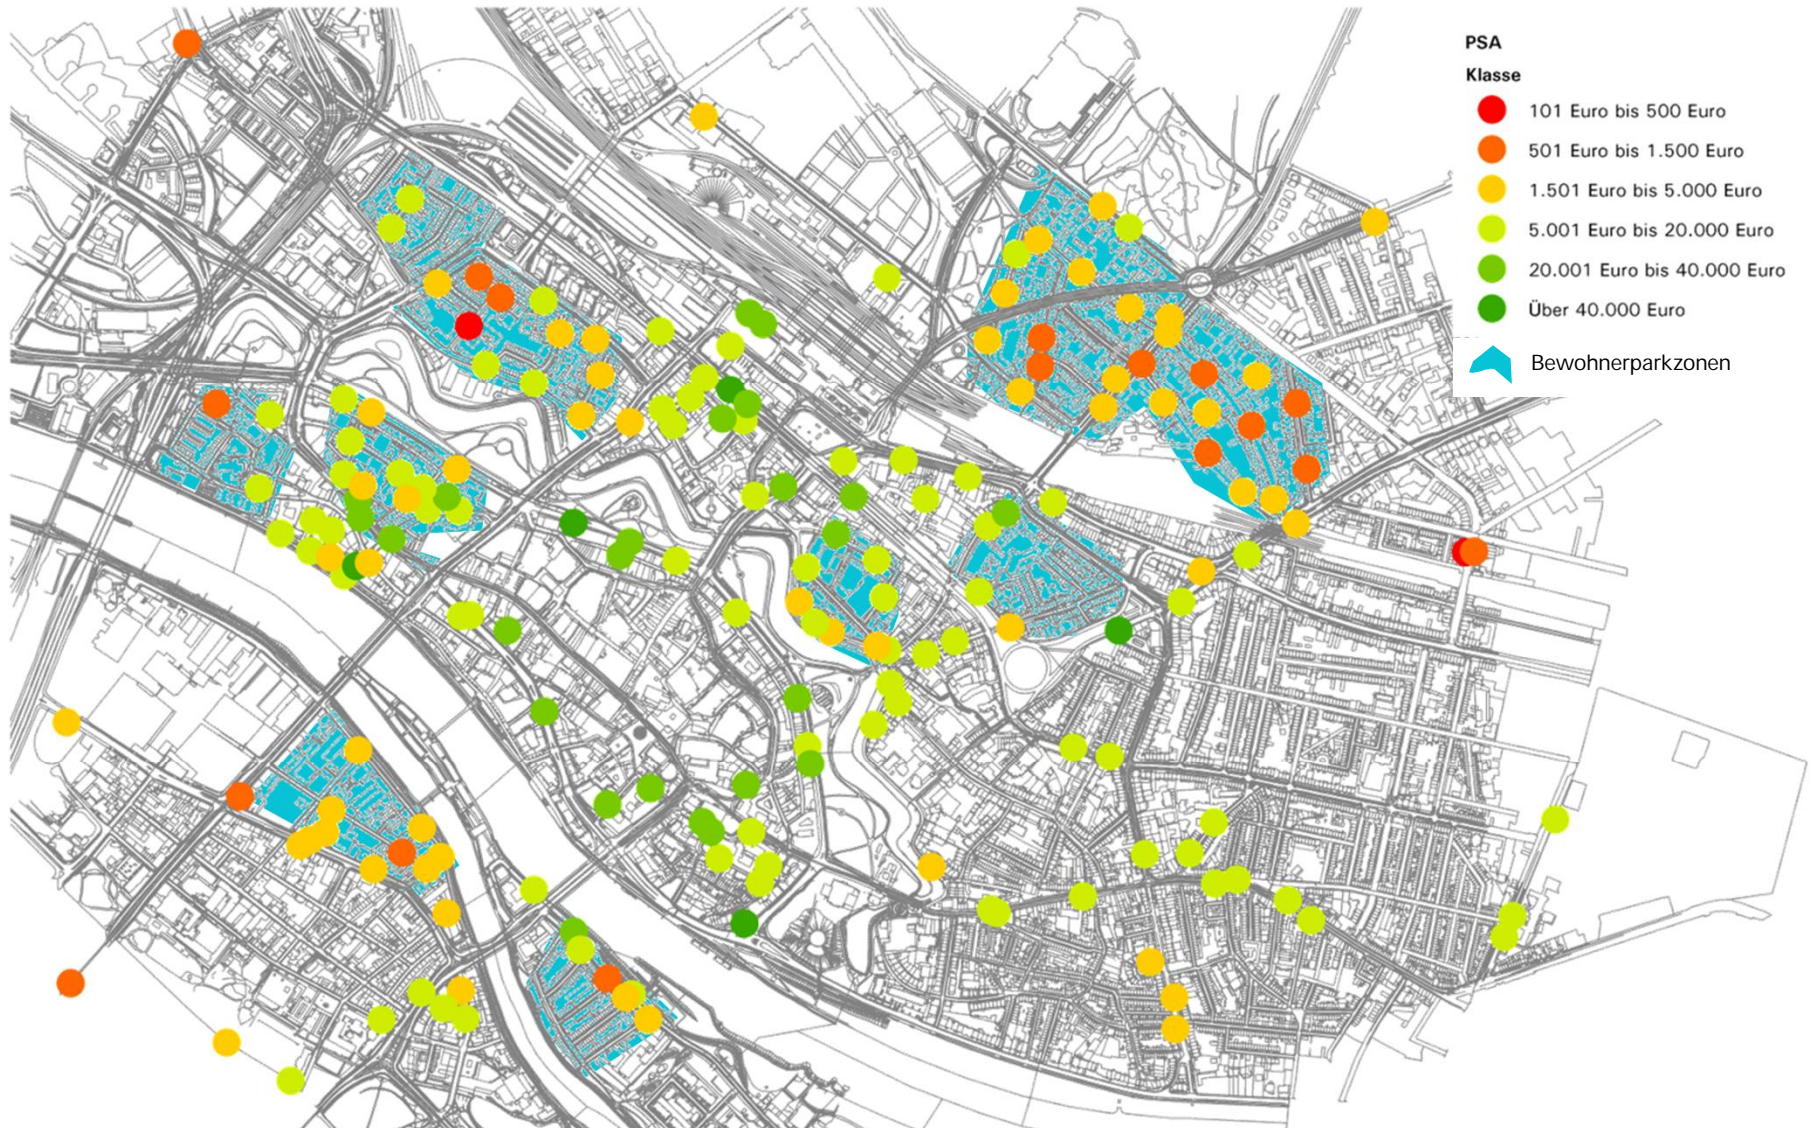 PSA
Klasse
101 Euro bis 500 Euro
501 Euro bis 1.500 Euro
1.501 Euro bis 5.000 Euro
5.001 Euro bis 20.000 Euro
20.001 Euro bis 40.000 Euro
Über 40.000 Euro
Bewohnerparkzonen